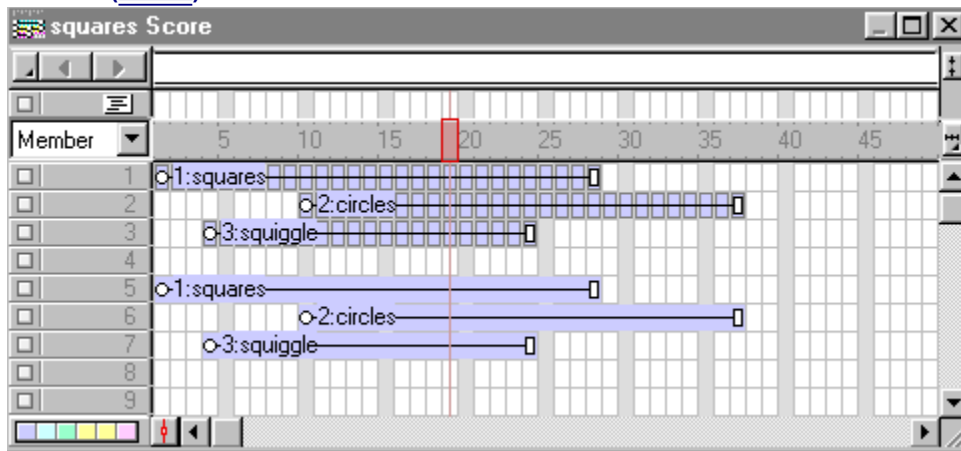 squares Score
Member 5 10 15 20 25 30 35 40 45
1 1:squares
2 2:circles
3 3:squiggle
4
5 1:squares
6 2:circles
7 3:squiggle
8
9